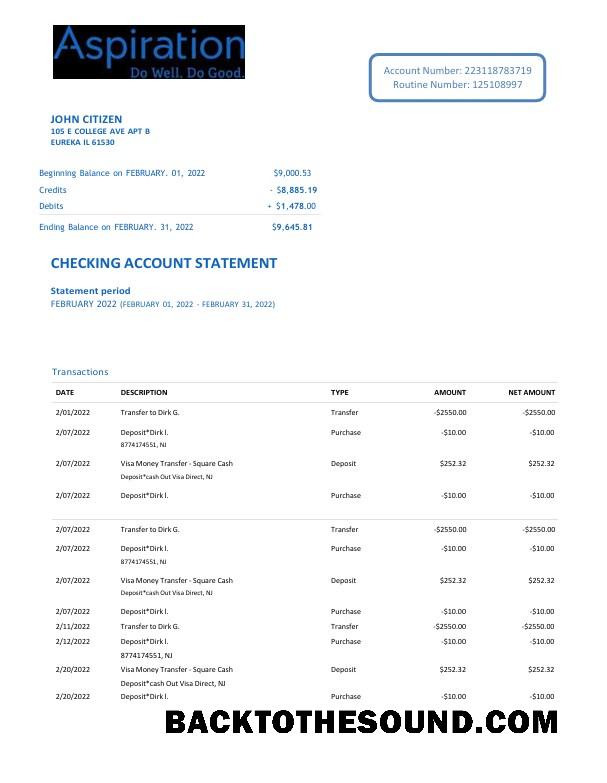 Aspiration
Do Well. Do Good.
Account Number: 223118783719
Routine Number: 125108997
JOHN CITIZEN
105 E COLLEGE AVE APT B
EUREKA IL 61530
Beginning Balance on FEBRUARY. 01, 2022 $9,000.53
Credits - $8,885.19
Debits + $1,478.00
Ending Balance on FEBRUARY. 31, 2022 $9,645.81
CHECKING ACCOUNT STATEMENT
Statement period
FEBRUARY 2022 (FEBRUARY 01, 2022 - FEBRUARY 31, 2022)
Transactions
DATE DESCRIPTION TYPE AMOUNT NET AMOUNT
2/01/2022 Transfer to Dirk G. Transfer -$2550.00 -$2550.00
2/07/2022 Deposit*Dirk l. Purchase -$10.00 -$10.00
8774174551, NJ
2/07/2022 Visa Money Transfer - Square Cash Deposit $252.32 $252.32
Deposit*cash Out Visa Direct, NJ
2/07/2022 Deposit*Dirk l. Purchase -$10.00 -$10.00
2/07/2022 Transfer to Dirk G. Transfer -$2550.00 -$2550.00
2/07/2022 Deposit*Dirk l. Purchase -$10.00 -$10.00
8774174551, NJ
2/07/2022 Visa Money Transfer - Square Cash Deposit $252.32 $252.32
Deposit*cash Out Visa Direct, NJ
2/07/2022 Deposit*Dirk l. Purchase -$10.00 -$10.00
2/11/2022 Transfer to Dirk G. Transfer -$2550.00 -$2550.00
2/12/2022 Deposit*Dirk l. Purchase -$10.00 -$10.00
8774174551, NJ
2/20/2022 Visa Money Transfer - Square Cash Deposit $252.32 $252.32
Deposit*Cash Out Visa Direct, NJ
2/20/2022 Deposit*Dirk l. Purchase -$10.00 -$10.00
BACKTOTHESOUND.COM